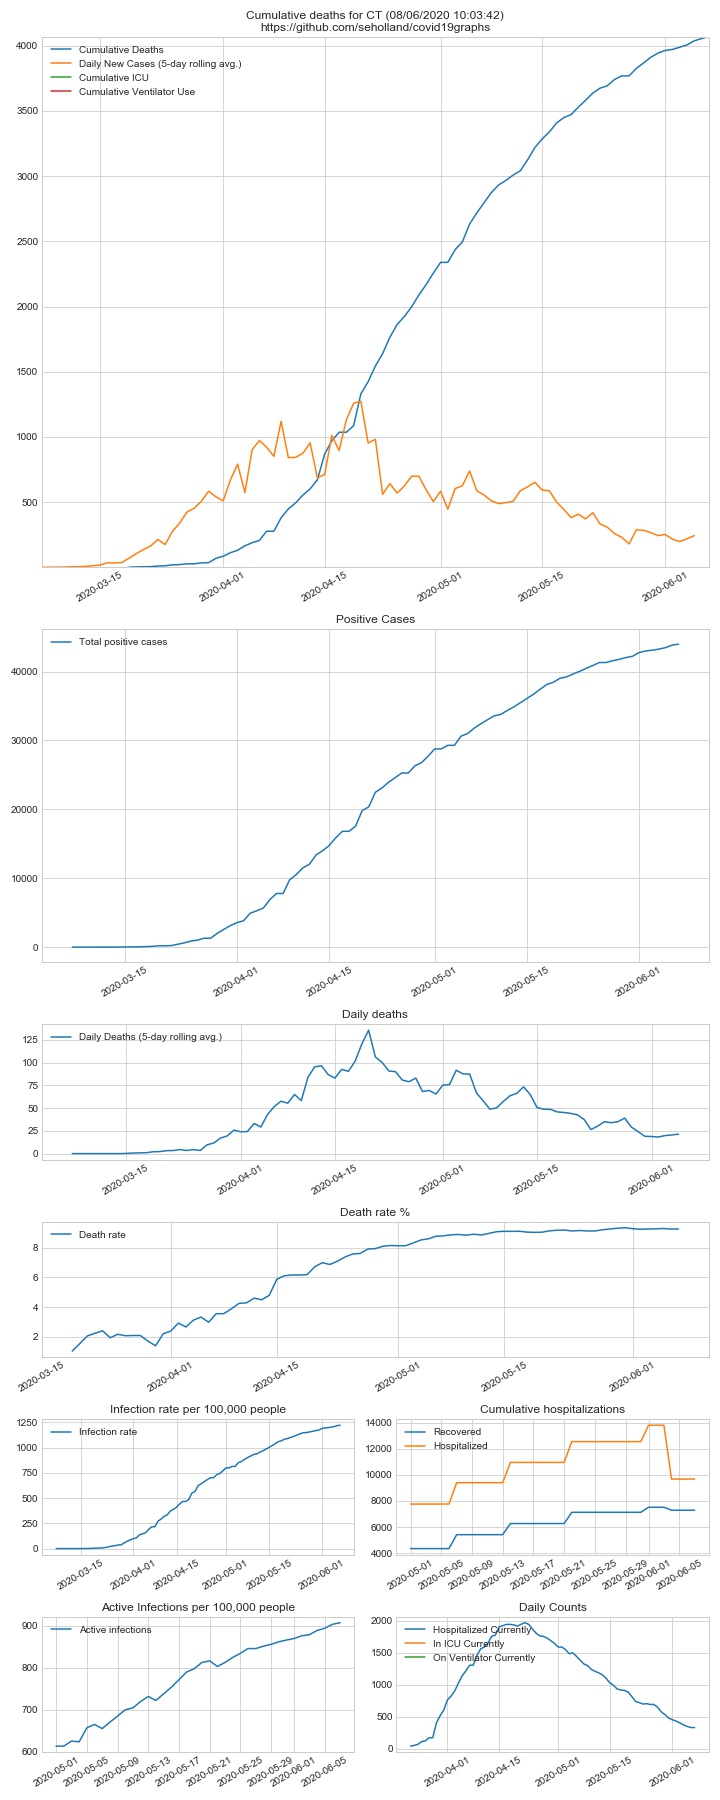 Cumulative deaths for CT (08/06/2020 10:03:42)
https://github.com/seholland/covid19graphs
Cumulative Deaths
Daily New Cases (5-day rolling avg.)
Cumulative ICU
Cumulative Ventilator Use
4000
3500
3000
2500
2000
1500
1000
500
2020-03-15 2020-04-01 2020-04-15 2020-05-01 2020-05-15 2020-06-01
Positive Cases
Total positive cases
40000
30000
20000
10000
0
2020-03-15 2020-04-01 2020-04-15 2020-05-01 2020-05-15 2020-06-01
Daily deaths
Daily Deaths (5-day rolling avg.)
125
100
75
50
25
0
2020-03-15 2020-04-01 2020-04-15 2020-05-01 2020-05-15 2020-06-01
Death rate %
Death rate
8
6
4
2
2020-03-15 2020-04-01 2020-04-15 2020-05-01 2020-05-15 2020-06-01
Infection rate per 100,000 people
Infection rate
1250
1000
750
500
250
0
2020-03-15 2020-04-01 2020-04-15 2020-05-01 2020-05-15 2020-06-01
Cumulative hospitalizations
Recovered
Hospitalized
14000
12000
10000
8000
6000
4000
2020-05-01 2020-05-05 2020-05-09 2020-05-13 2020-05-17 2020-05-21 2020-05-25 2020-05-29 2020-06-01 2020-06-05
Active Infections per 100,000 people
Active infections
900
800
700
600
2020-05-01 2020-05-05 2020-05-09 2020-05-13 2020-05-17 2020-05-21 2020-05-25 2020-05-29 2020-06-01 2020-06-05
Daily Counts
Hospitalized Currently
In ICU Currently
On Ventilator Currently
2000
1500
1000
500
0
2020-04-01 2020-04-15 2020-05-01 2020-05-15 2020-06-01